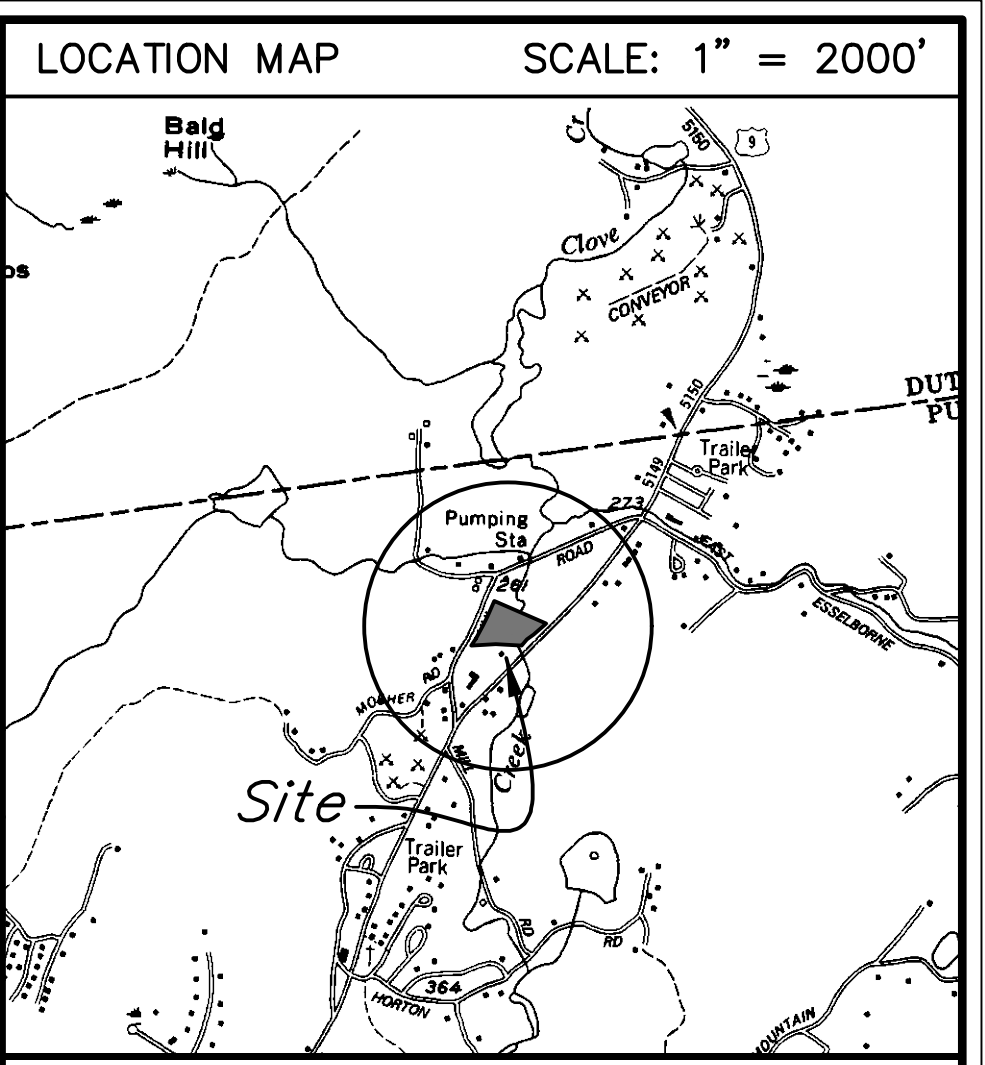 LOCATION MAP SCALE: 1" = 2000'
Bald
Hill
Cr
5150
9
Clove
CONVEYOR
os
DUT
PU
5150
Trailer
Park
5149
273
Pumping
Sta
ROAD
EAST
261
ESSELBORNE
MOSHER RD
MILL
Creek
Site
Trailer
Park
RD
RD
364
HORTON
MOUNTAIN